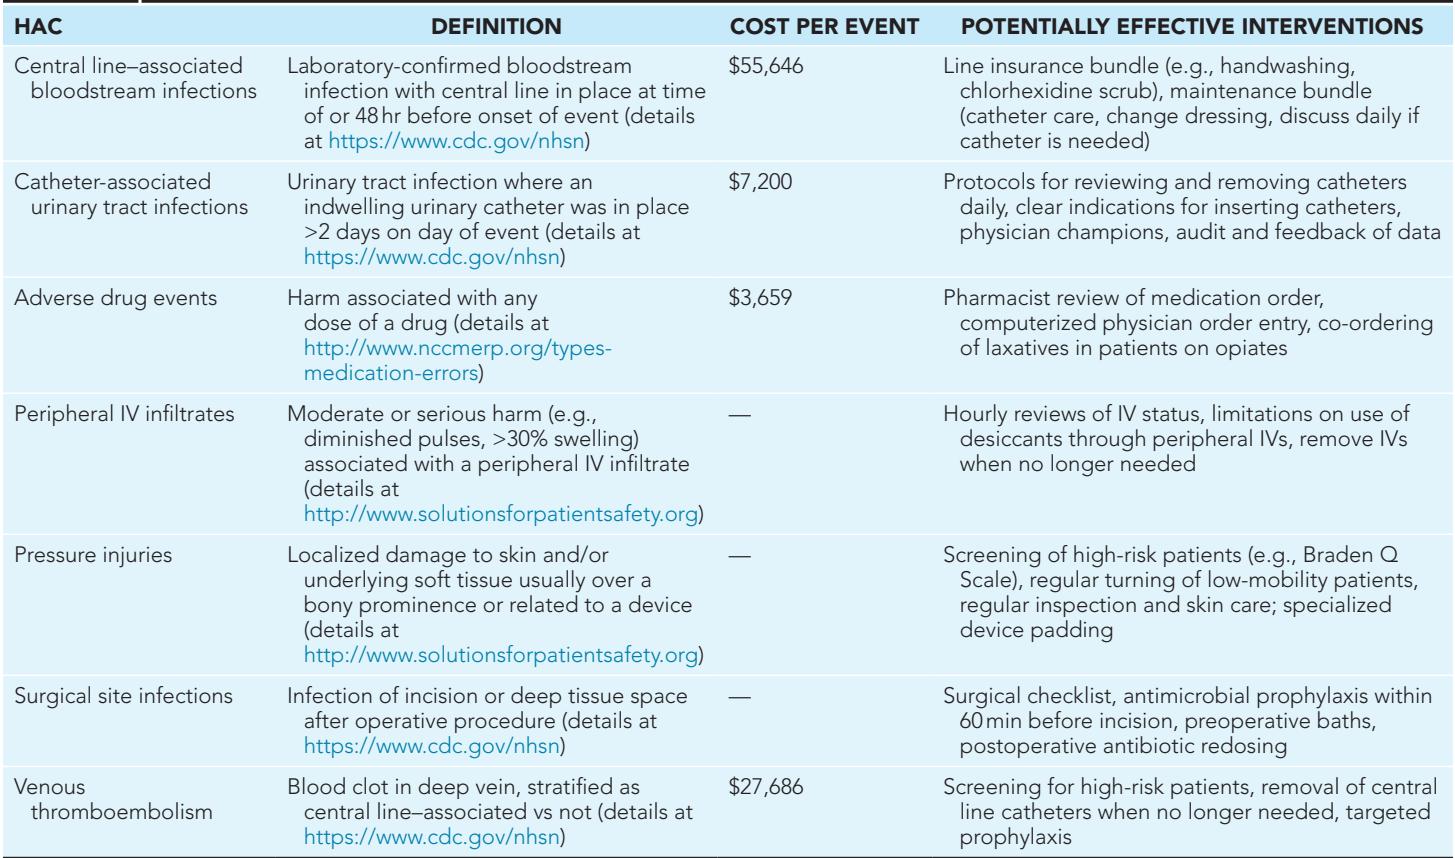 HAC DEFINITION COST PER EVENT POTENTIALLY EFFECTIVE INTERVENTIONS
Central line–associated
bloodstream infections
Laboratory-confirmed bloodstream
infection with central line in place at time
of or 48 hr before onset of event (details
at https://www.cdc.gov/nhsn)
$55,646
Line insurance bundle (e.g., handwashing,
chlorhexidine scrub), maintenance bundle
(catheter care, change dressing, discuss daily if
catheter is needed)
Catheter-associated
urinary tract infections
Urinary tract infection where an
indwelling urinary catheter was in place
>2 days on day of event (details at
https://www.cdc.gov/nhsn)
$7,200
Protocols for reviewing and removing catheters
daily, clear indications for inserting catheters,
physician champions, audit and feedback of data
Adverse drug events
Harm associated with any
dose of a drug (details at
http://www.nccmerp.org/types-
medication-errors)
$3,659
Pharmacist review of medication order,
computerized physician order entry, co-ordering
of laxatives in patients on opiates
Peripheral IV infiltrates
Moderate or serious harm (e.g.,
diminished pulses, >30% swelling)
associated with a peripheral IV infiltrate
(details at
http://www.solutionsforpatientsafety.org)
—
Hourly reviews of IV status, limitations on use of
desiccants through peripheral IVs, remove IVs
when no longer needed
Pressure injuries
Localized damage to skin and/or
underlying soft tissue usually over a
bony prominence or related to a device
(details at
http://www.solutionsforpatientsafety.org)
—
Screening of high-risk patients (e.g., Braden Q
Scale), regular turning of low-mobility patients,
regular inspection and skin care; specialized
device padding
Surgical site infections
Infection of incision or deep tissue space
after operative procedure (details at
https://www.cdc.gov/nhsn)
—
Surgical checklist, antimicrobial prophylaxis within
60 min before incision, preoperative baths,
postoperative antibiotic redosing
Venous
thromboembolism
Blood clot in deep vein, stratified as
central line–associated vs not (details at
https://www.cdc.gov/nhsn)
$27,686
Screening for high-risk patients, removal of central
line catheters when no longer needed, targeted
prophylaxis